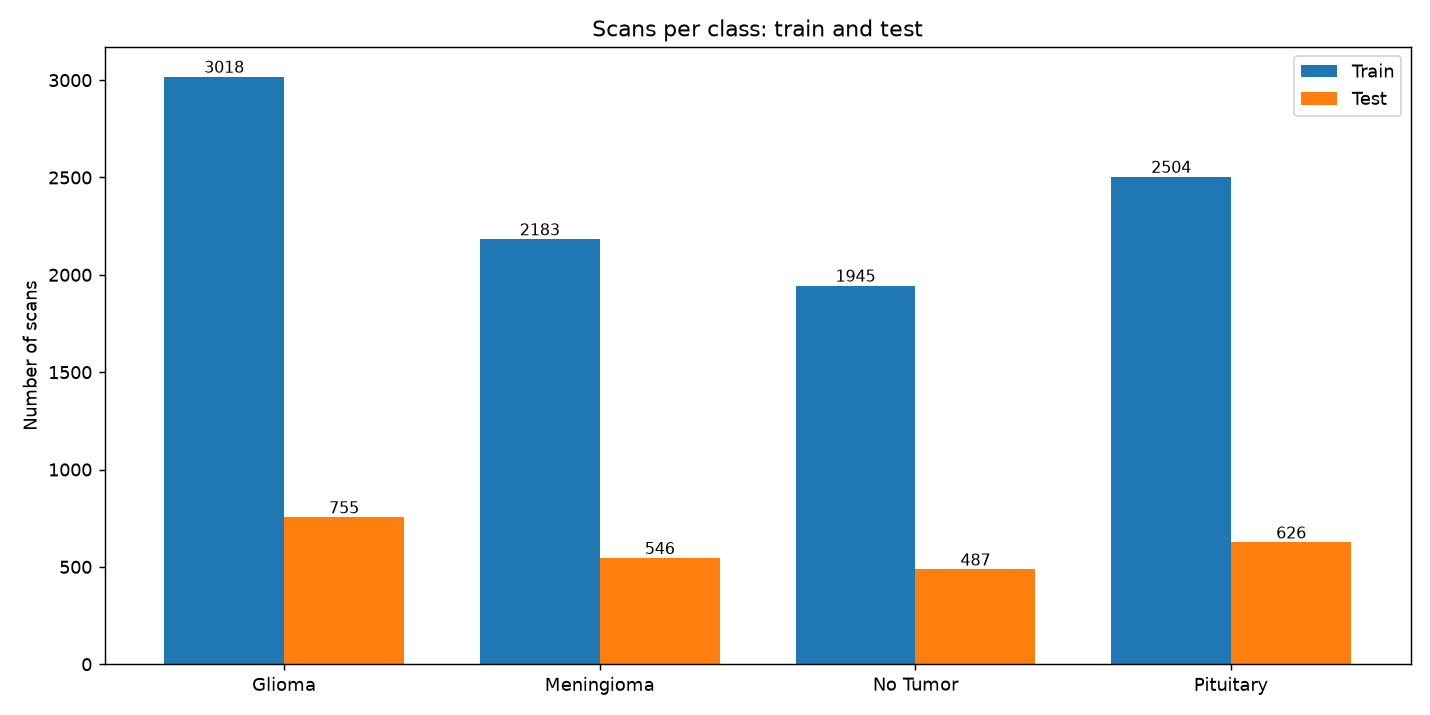 Scans per class: train and test
Train
Test
Number of scans
3000
2500
2000
1500
1000
500
0
3018
755
2183
546
1945
487
2504
626
Glioma
Meningioma
No Tumor
Pituitary